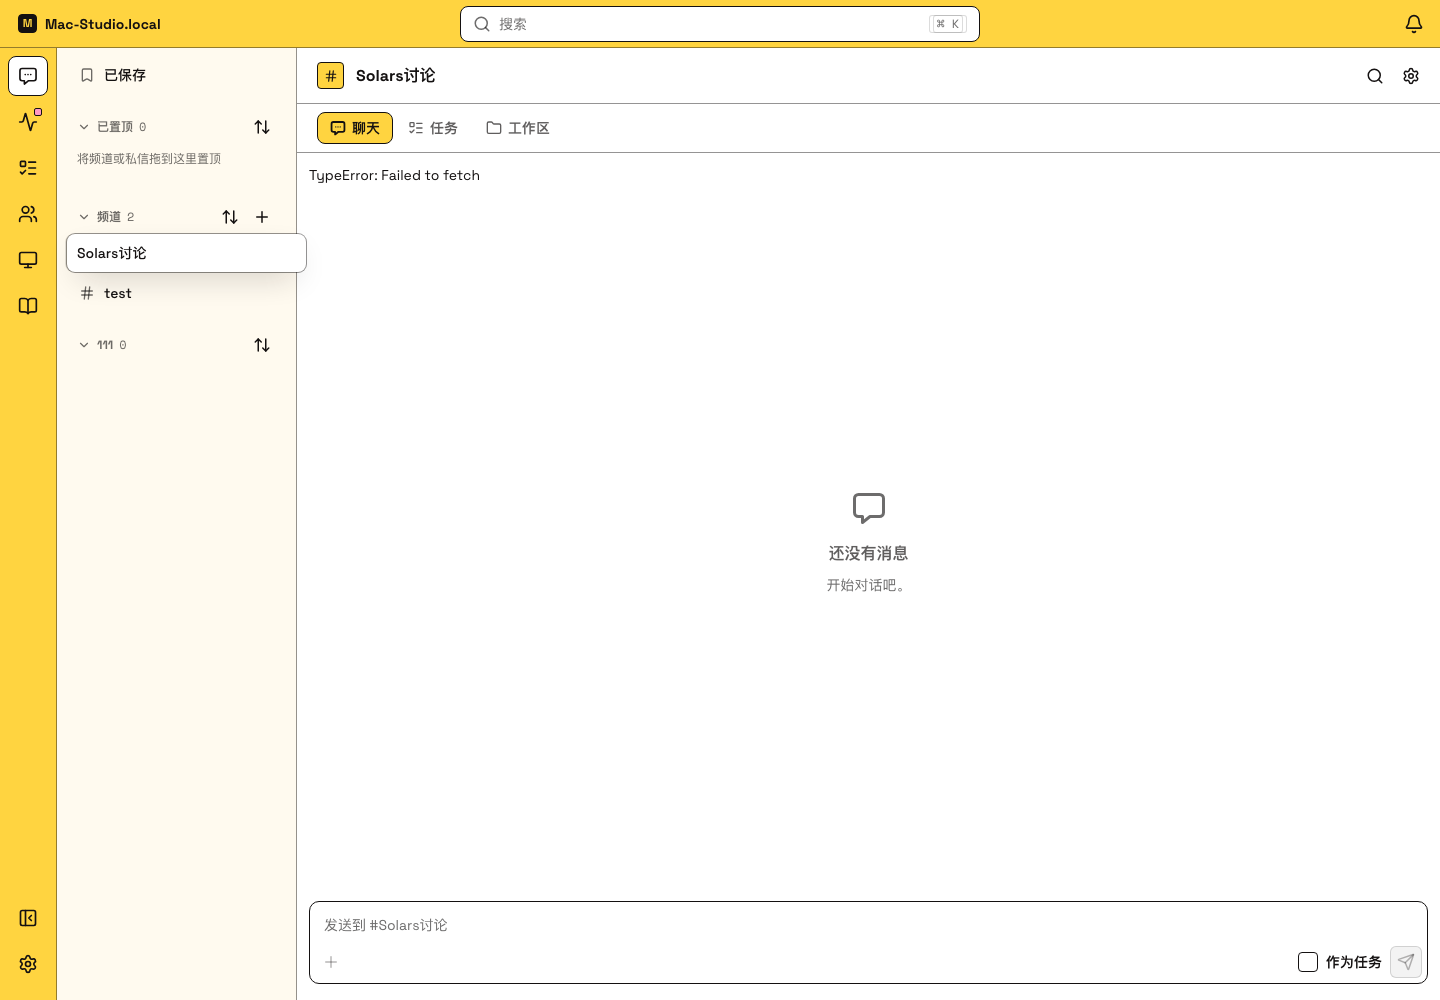 M Mac-Studio.local
搜索 ⌘ K
已保存
已置顶 0
将频道或私信拖到这里置顶
频道 2
Solars讨论
test
111 0
Solars讨论
聊天 任务 工作区
TypeError: Failed to fetch
还没有消息
开始对话吧。
发送到 #Solars讨论
作为任务